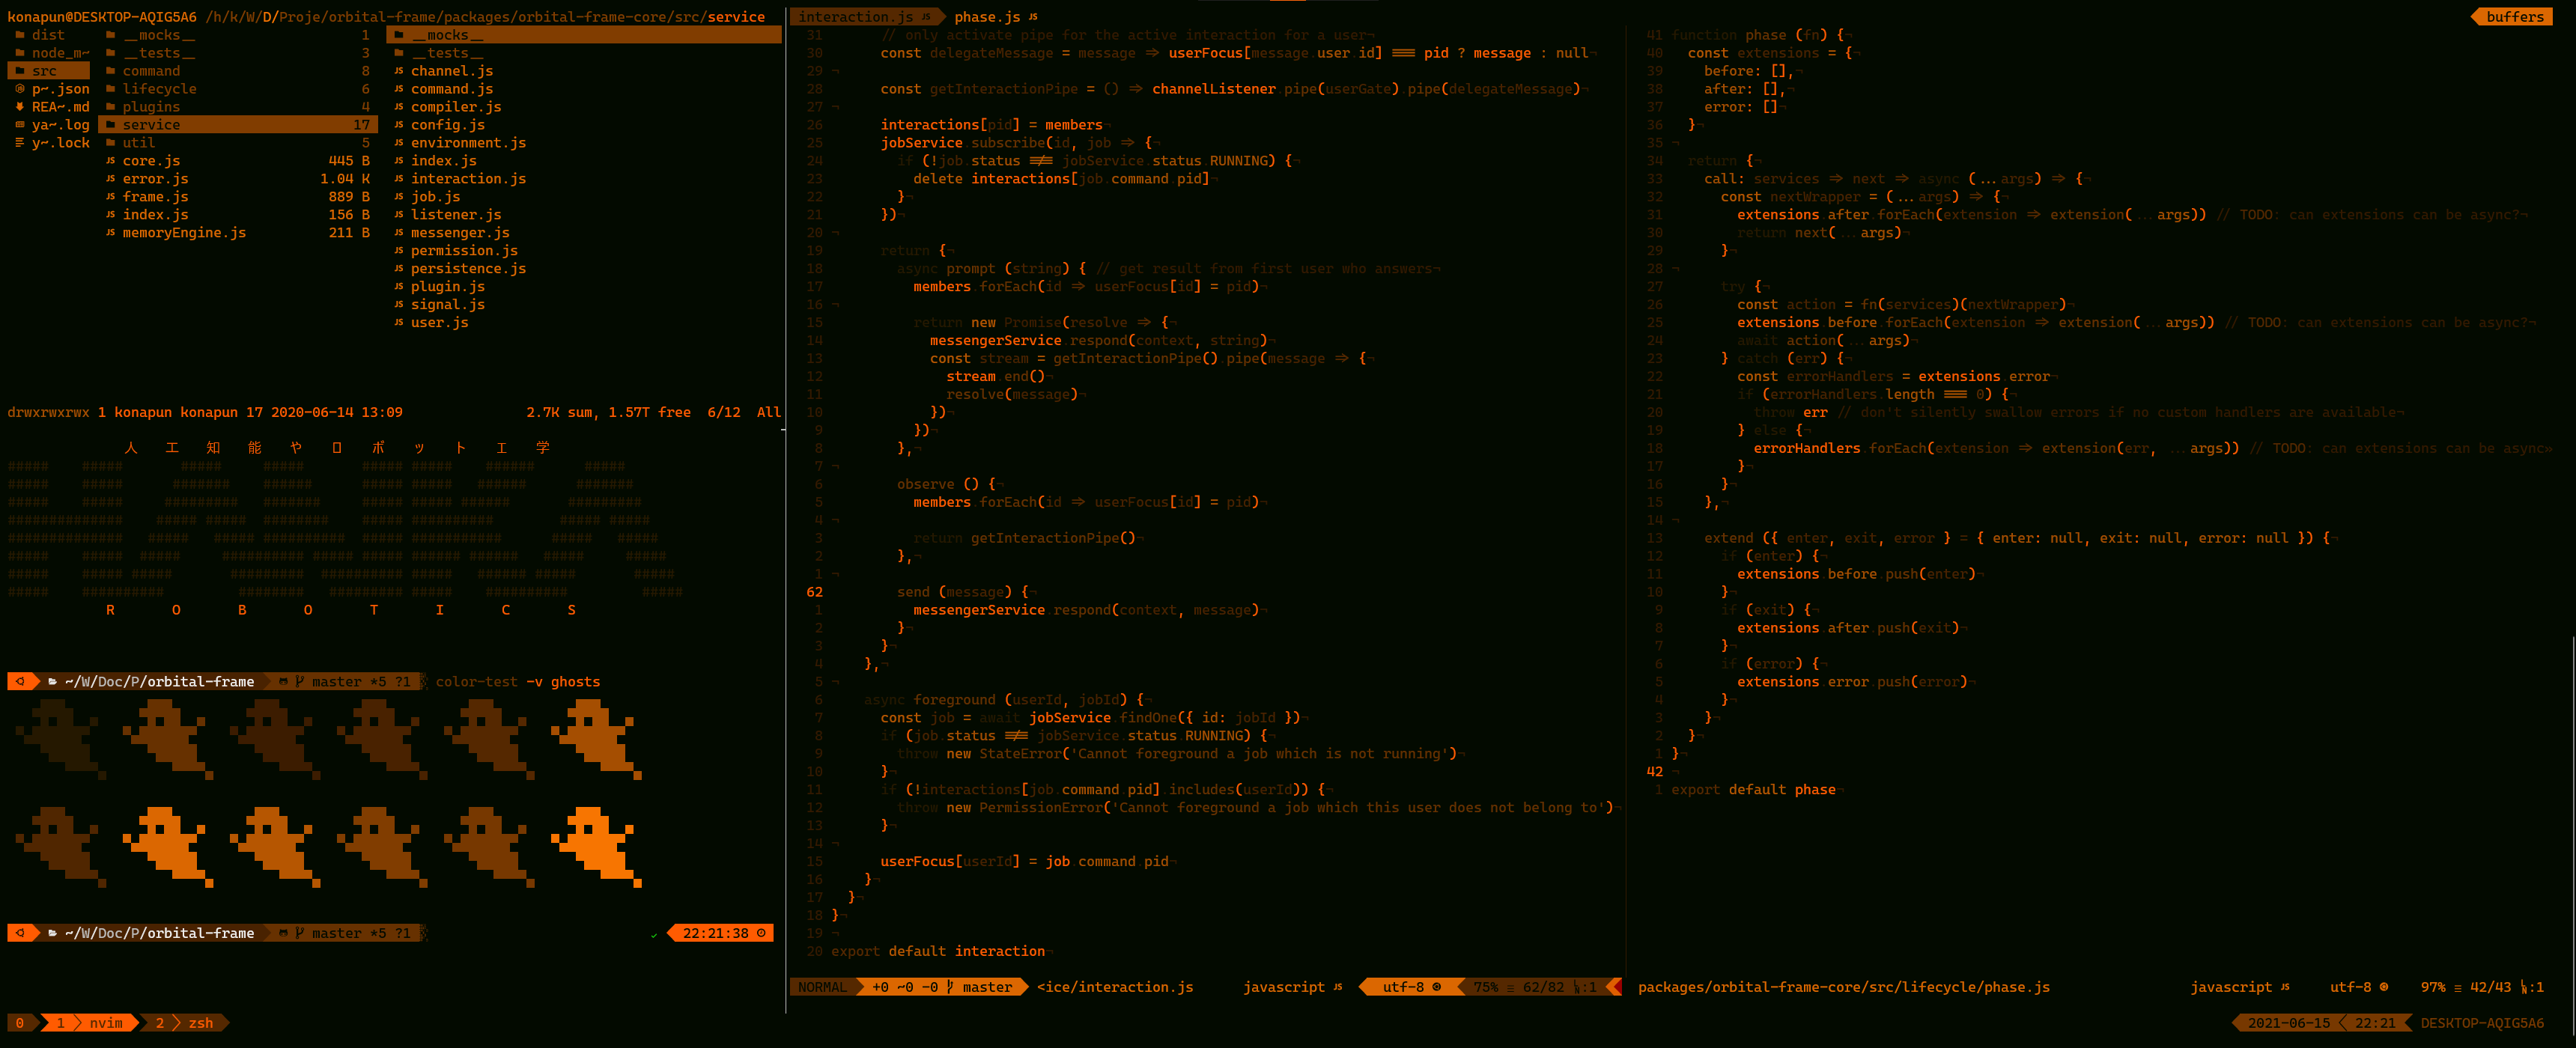 konapun@DESKTOP-AQIG5A6 /h/k/W/D/Proje/orbital-frame/packages/orbital-frame-core/src/service
dist
node_m~
src
p~.json
REA~.md
ya~.log
y~.lock
__mocks__ 1
__tests__ 3
command 8
lifecycle 6
plugins 4
service 17
util 5
core.js 445 B
error.js 1.04 K
frame.js 889 B
index.js 156 B
memoryEngine.js 211 B
__mocks__
__tests__
channel.js
command.js
compiler.js
config.js
environment.js
index.js
interaction.js
job.js
listener.js
messenger.js
permission.js
persistence.js
plugin.js
signal.js
user.js
drwxrwxrwx 1 konapun konapun 17 2020-06-14 13:09 2.7K sum, 1.57T free 6/12 All
人 工 知 能 や ロ ボ ッ ト エ 学
R O B O T I C S
~/W/Doc/P/orbital-frame master *5 ?1 color-test -v ghosts
~/W/Doc/P/orbital-frame master *5 ?1 22:21:38
0 1 nvim 2 zsh
interaction.js JS phase.js JS buffers
31 // only activate pipe for the active interaction for a user¬
30 const delegateMessage = message => userFocus[message.user.id] === pid ? message : null¬
29 ¬
28 const getInteractionPipe = () => channelListener.pipe(userGate).pipe(delegateMessage)¬
27 ¬
26 interactions[pid] = members¬
25 jobService.subscribe(id, job => {¬
24 if (!job.status !== jobService.status.RUNNING) {¬
23 delete interactions[job.command.pid]¬
22 }¬
21 })¬
20 ¬
19 return {¬
18 async prompt (string) { // get result from first user who answers¬
17 members.forEach(id => userFocus[id] = pid)¬
16 ¬
15 return new Promise(resolve => {¬
14 messengerService.respond(context, string)¬
13 const stream = getInteractionPipe().pipe(message => {¬
12 stream.end()¬
11 resolve(message)¬
10 })¬
9 })¬
8 },¬
7 ¬
6 observe () {¬
5 members.forEach(id => userFocus[id] = pid)¬
4 ¬
3 return getInteractionPipe()¬
2 },¬
1 ¬
62 send (message) {¬
1 messengerService.respond(context, message)¬
2 }¬
3 }¬
4 },¬
5 ¬
6 async foreground (userId, jobId) {¬
7 const job = await jobService.findOne({ id: jobId })¬
8 if (job.status !== jobService.status.RUNNING) {¬
9 throw new StateError('Cannot foreground a job which is not running')¬
10 }¬
11 if (!interactions[job.command.pid].includes(userId)) {¬
12 throw new PermissionError('Cannot foreground a job which this user does not belong to')¬
13 }¬
14 ¬
15 userFocus[userId] = job.command.pid¬
16 }¬
17 }¬
18 }¬
19 ¬
20 export default interaction¬
NORMAL +0 ~0 -0 master <ice/interaction.js javascript JS utf-8 75% ≡ 62/82 :1
41 function phase (fn) {¬
40 const extensions = {¬
39 before: [],¬
38 after: [],¬
37 error: []¬
36 }¬
35 ¬
34 return {¬
33 call: services => next => async (...args) => {¬
32 const nextWrapper = (...args) => {¬
31 extensions.after.forEach(extension => extension(...args)) // TODO: can extensions can be async?¬
30 return next(...args)¬
29 }¬
28 ¬
27 try {¬
26 const action = fn(services)(nextWrapper)¬
25 extensions.before.forEach(extension => extension(...args)) // TODO: can extensions can be async?¬
24 await action(...args)¬
23 } catch (err) {¬
22 const errorHandlers = extensions.error¬
21 if (errorHandlers.length === 0) {¬
20 throw err // don't silently swallow errors if no custom handlers are available¬
19 } else {¬
18 errorHandlers.forEach(extension => extension(err, ...args)) // TODO: can extensions can be async»
17 }¬
16 }¬
15 },¬
14 ¬
13 extend ({ enter, exit, error } = { enter: null, exit: null, error: null }) {¬
12 if (enter) {¬
11 extensions.before.push(enter)¬
10 }¬
9 if (exit) {¬
8 extensions.after.push(exit)¬
7 }¬
6 if (error) {¬
5 extensions.error.push(error)¬
4 }¬
3 }¬
2 }¬
1 }¬
42 ¬
1 export default phase¬
packages/orbital-frame-core/src/lifecycle/phase.js javascript JS utf-8 97% ≡ 42/43 :1
2021-06-15 22:21 DESKTOP-AQIG5A6